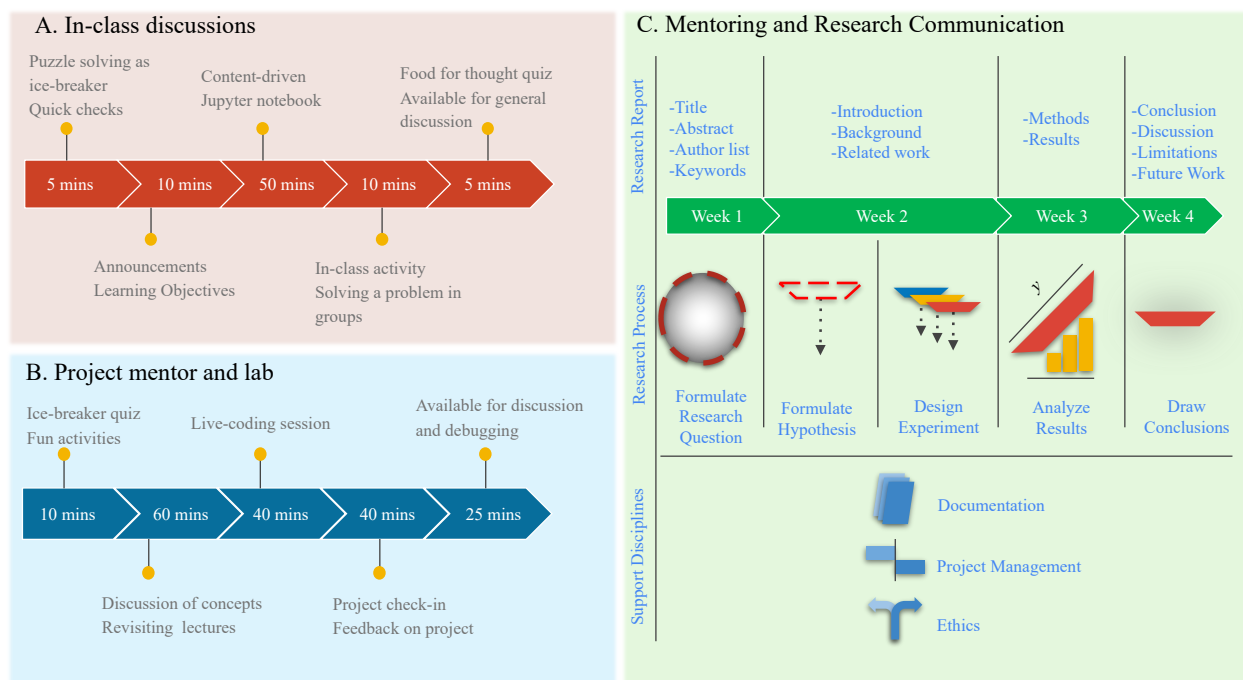 A. In-class discussions
Puzzle solving as
ice-breaker
Quick checks
Content-driven
Jupyter notebook
Food for thought quiz
Available for general
discussion
5 mins
10 mins
50 mins
10 mins
5 mins
Announcements
Learning Objectives
In-class activity
Solving a problem in
groups
B. Project mentor and lab
Ice-breaker quiz
Fun activities
Live-coding session
Available for discussion
and debugging
10 mins
60 mins
40 mins
40 mins
25 mins
Discussion of concepts
Revisiting lectures
Project check-in
Feedback on project
C. Mentoring and Research Communication
Research Report
-Title
-Abstract
-Author list
-Keywords
-Introduction
-Background
-Related work
-Methods
-Results
-Conclusion
-Discussion
-Limitations
-Future Work
Week 1
Week 2
Week 3
Week 4
Research Process
y
Formulate
Research
Question
Formulate
Hypothesis
Design
Experiment
Analyze
Results
Draw
Conclusions
Support Disciplines
Documentation
Project Management
Ethics